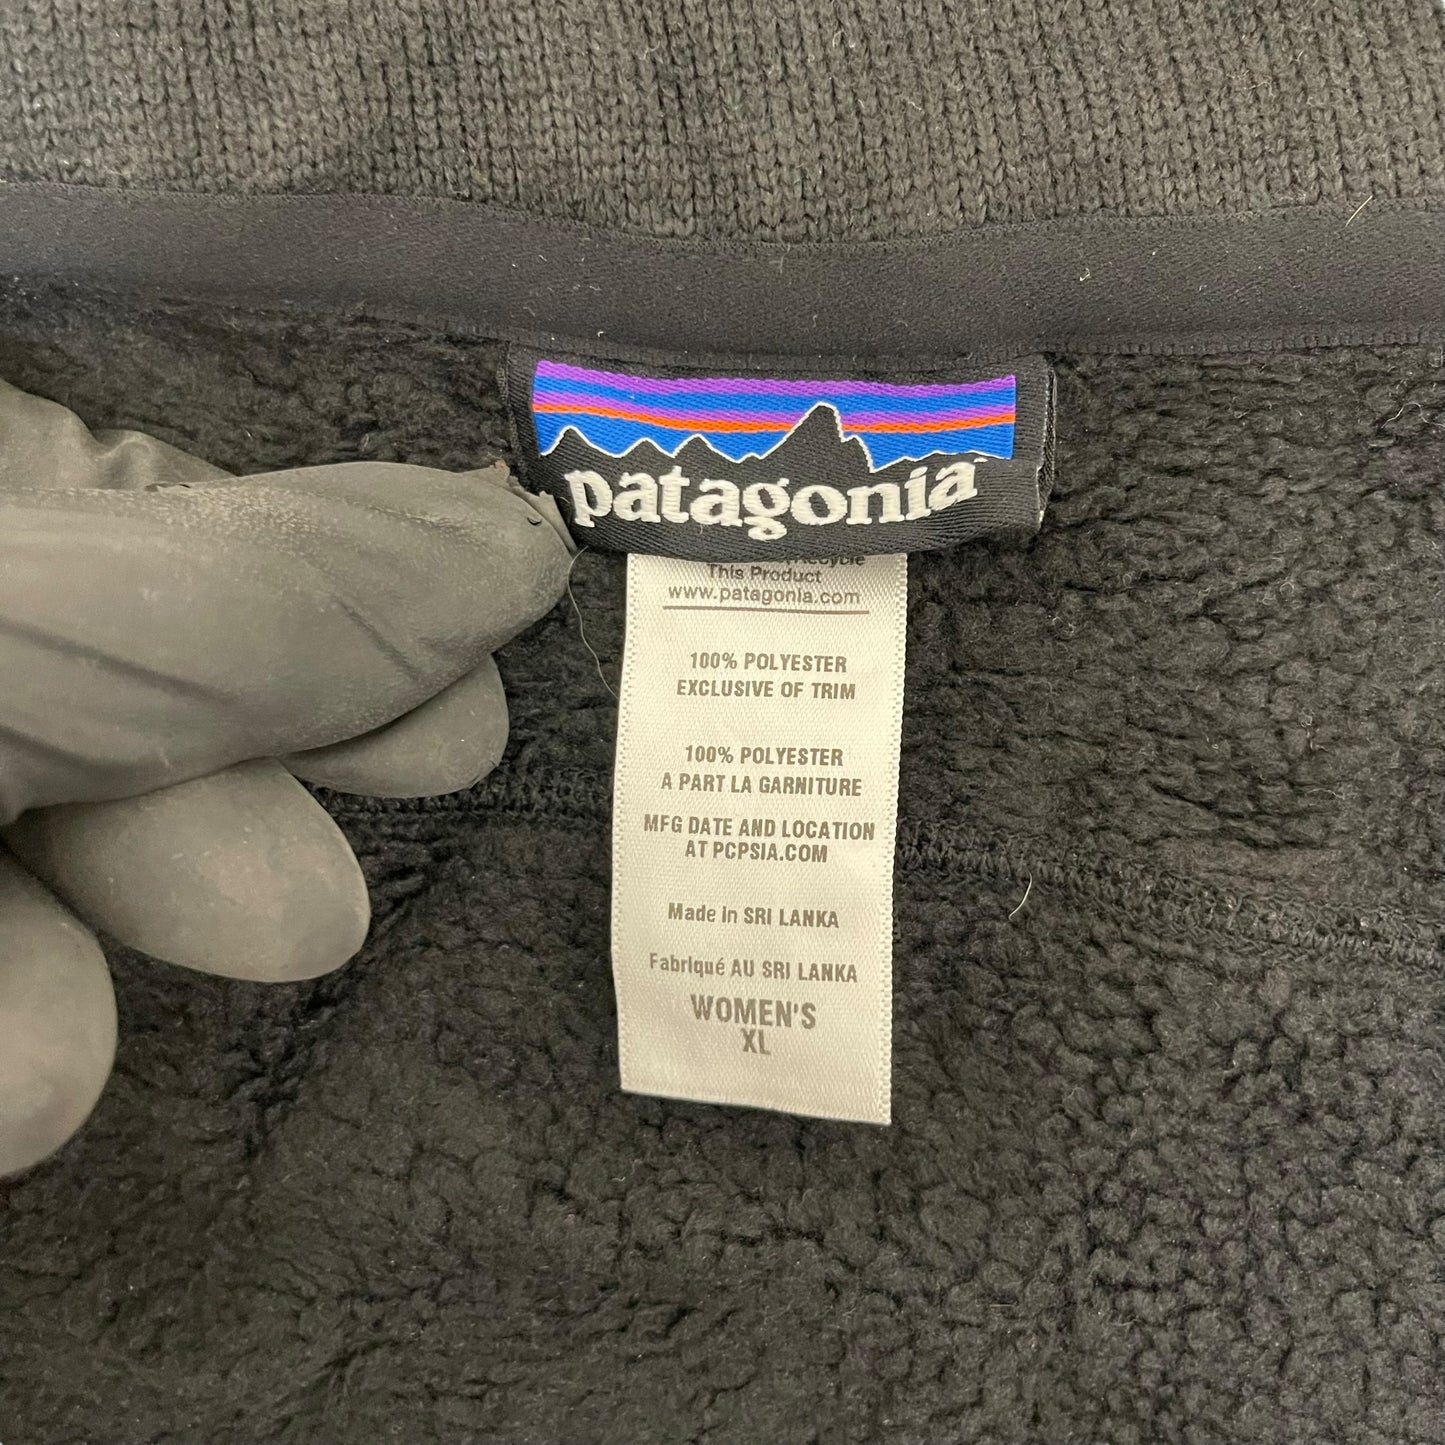 patagonia
Recycle
This Product
www.patagonia.com
100% POLYESTER
EXCLUSIVE OF TRIM
100% POLYESTER
A PART LA GARNITURE
MFG DATE AND LOCATION
AT PCPSIA.COM
Made in SRI LANKA
Fabriqué AU SRI LANKA
WOMEN'S
XL